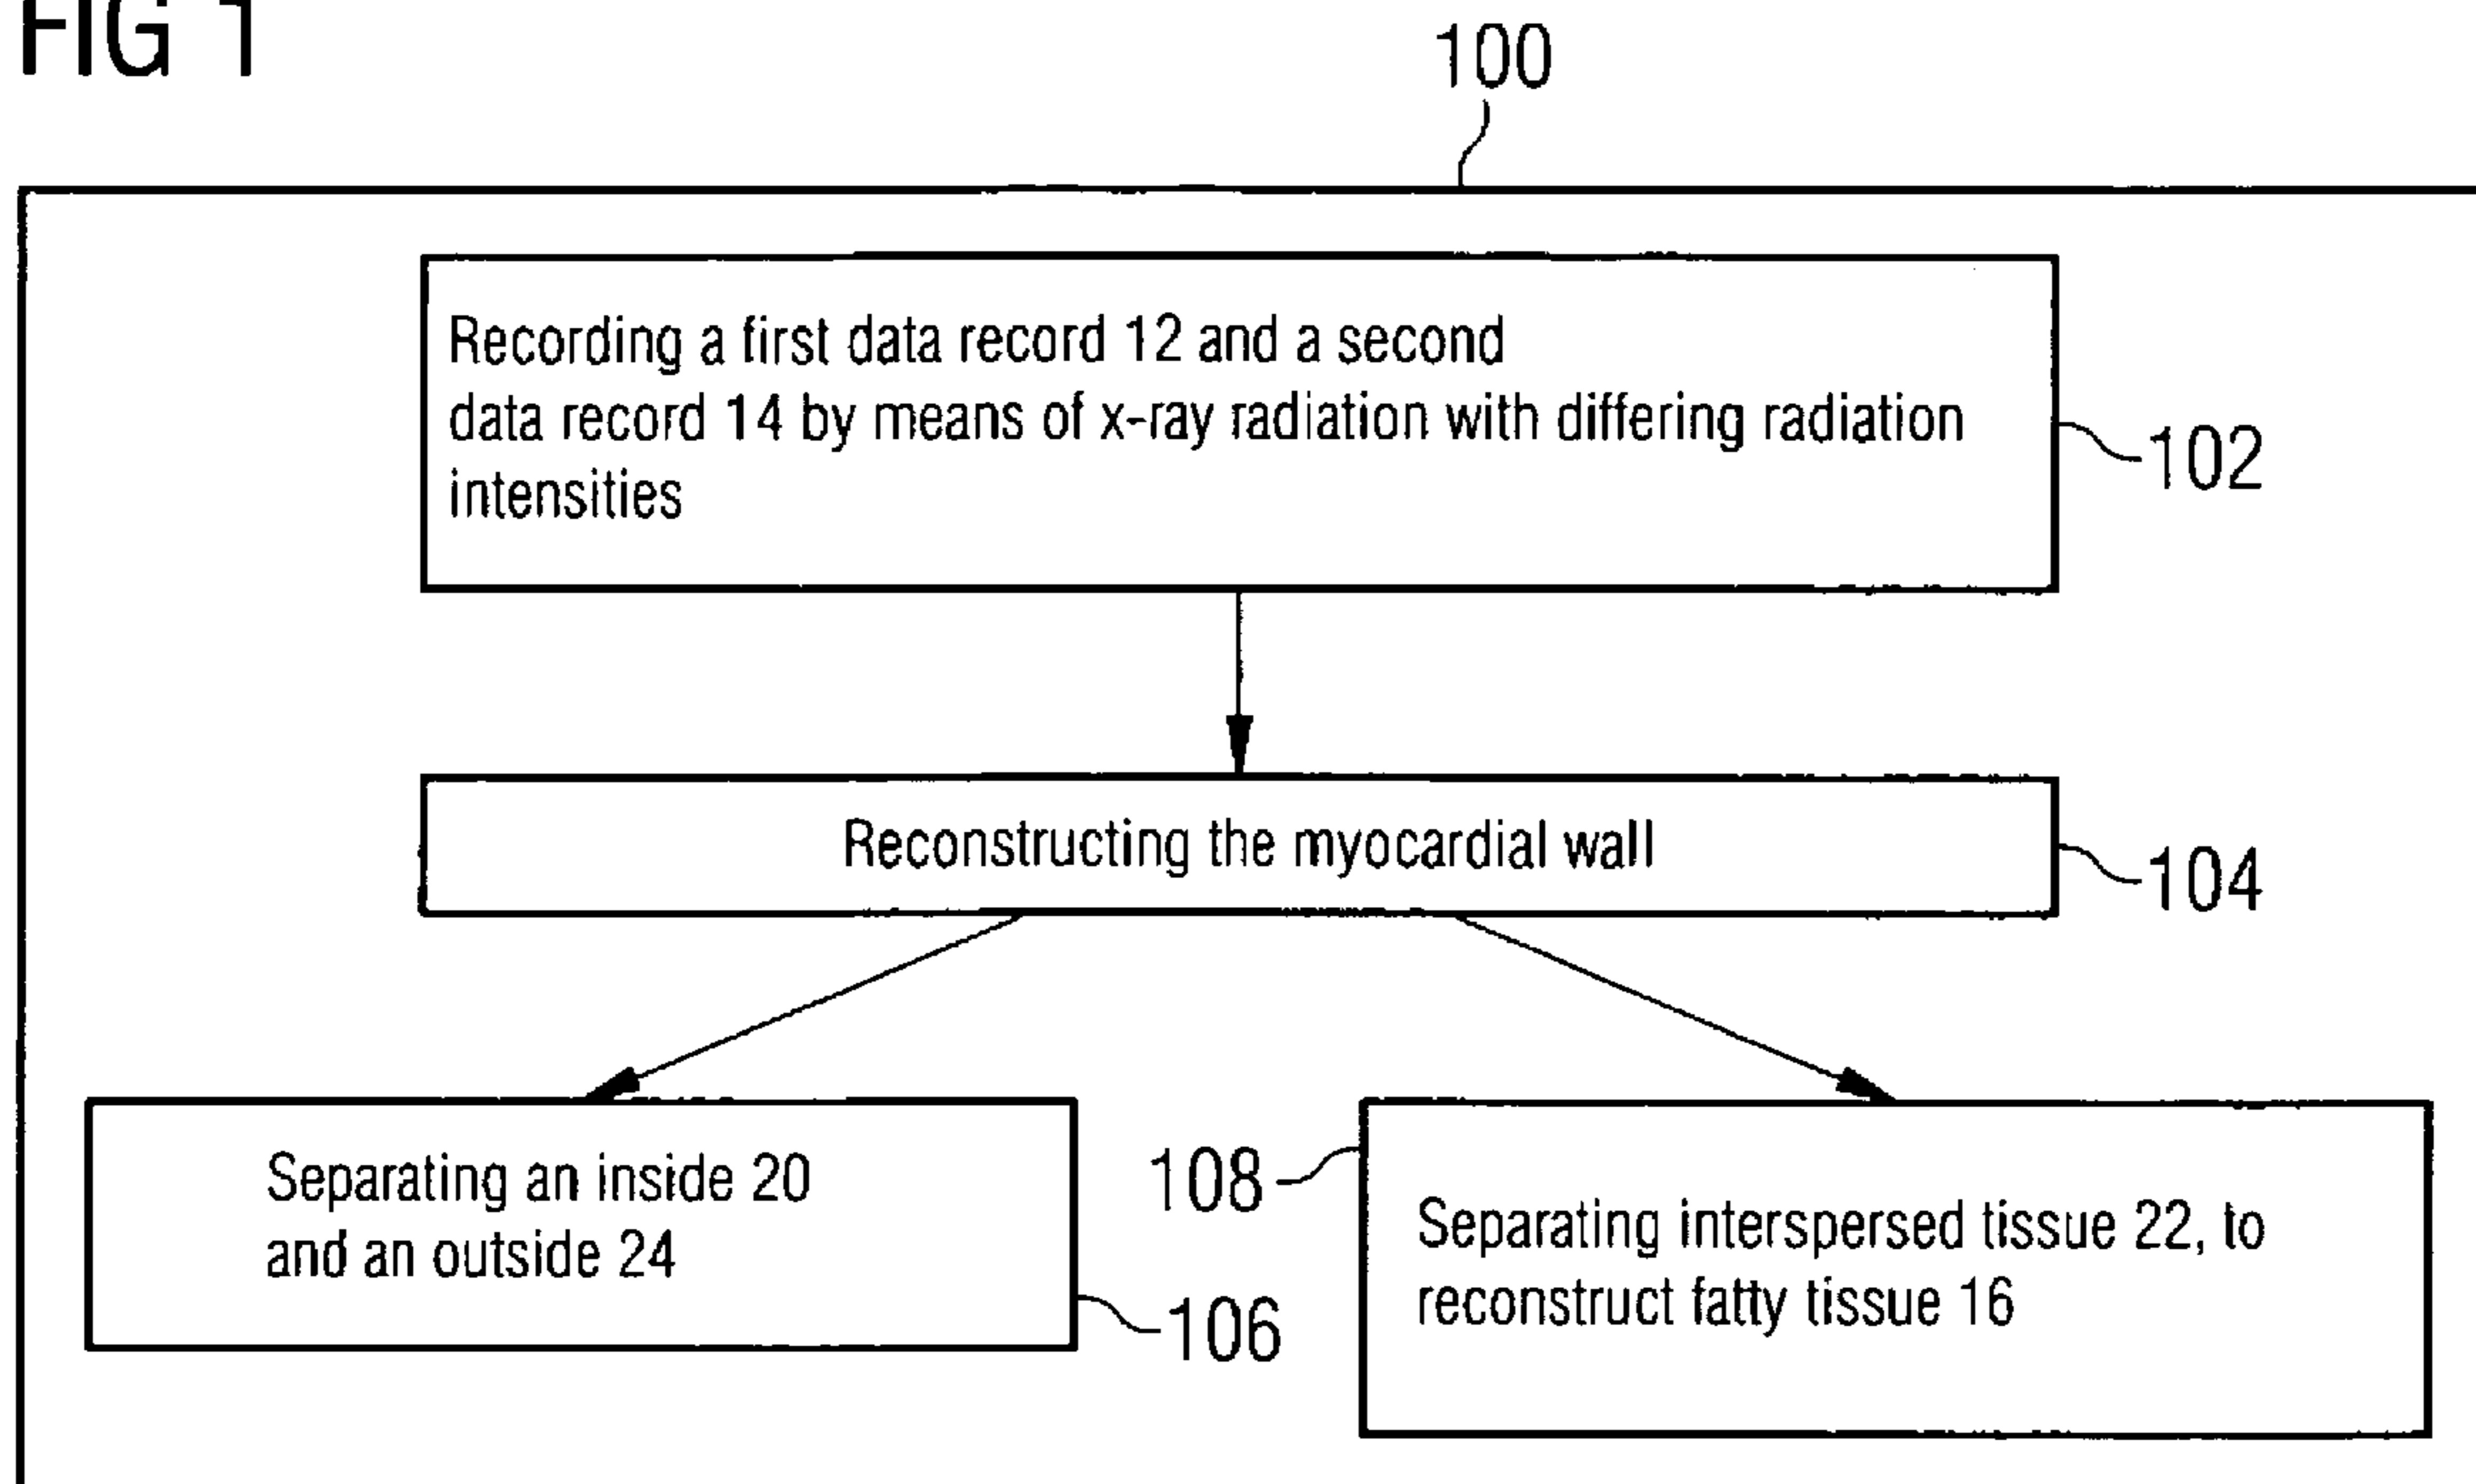 FIG 1
100
Recording a first data record 12 and a second
data record 14 by means of x-ray radiation with differing radiation
intensities
102
Reconstructing the myocardial wall
104
Separating an inside 20
and an outside 24
106
108
Separating interspersed tissue 22, to
reconstruct fatty tissue 16